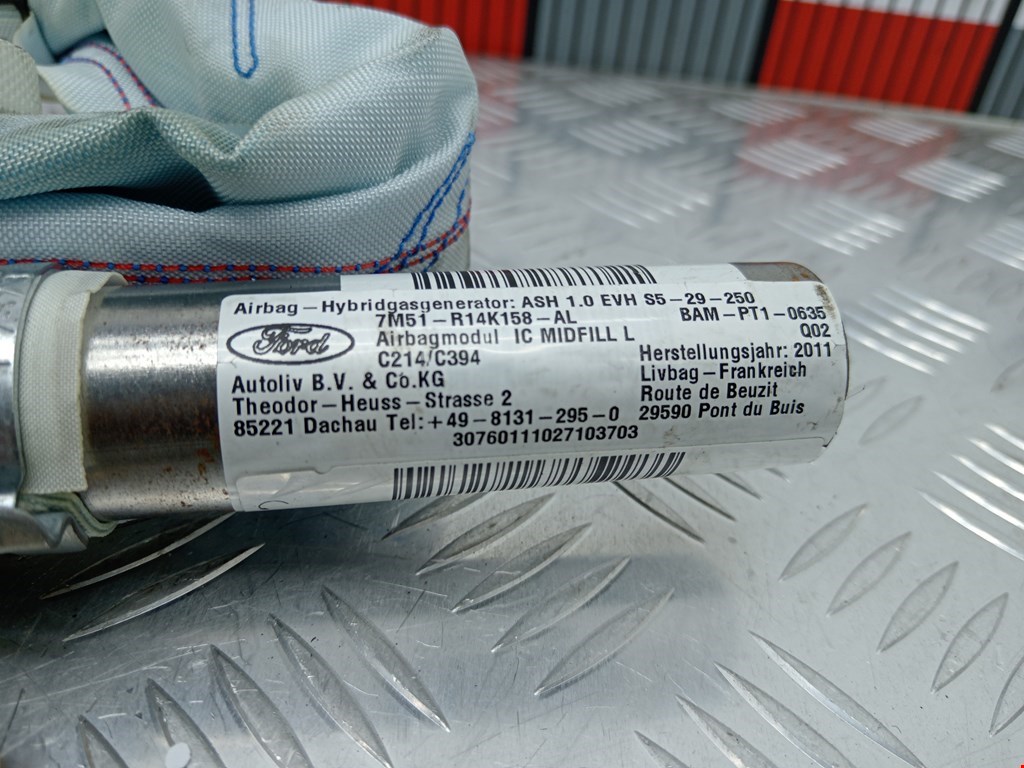 Airbag-Hybridgasgenerator: ASH 1.0 EVH S5-29-250
7M51-R14K158-AL
BAM-PT1-0635
Q02
Ford
Airbagmodul IC MIDFILL L
C214/C394
Herstellungsjahr: 2011
Livbag-Frankreich
Route de Beuzit
29590 Pont du Buis
Autoliv B.V. & Co.KG
Theodor-Heuss-Strasse 2
85221 Dachau Tel:+49-8131-295-0
30760111027103703